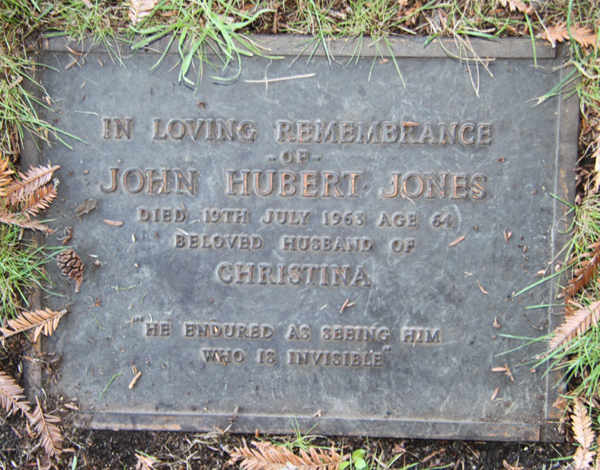 IN LOVING REMEMBRANCE
-OF-
JOHN HUBERT JONES
DIED 19TH JULY 1963 AGE 64
BELOVED HUSBAND OF
CHRISTINA
"HE ENDURED AS SEEING HIM
WHO IS INVISIBLE"